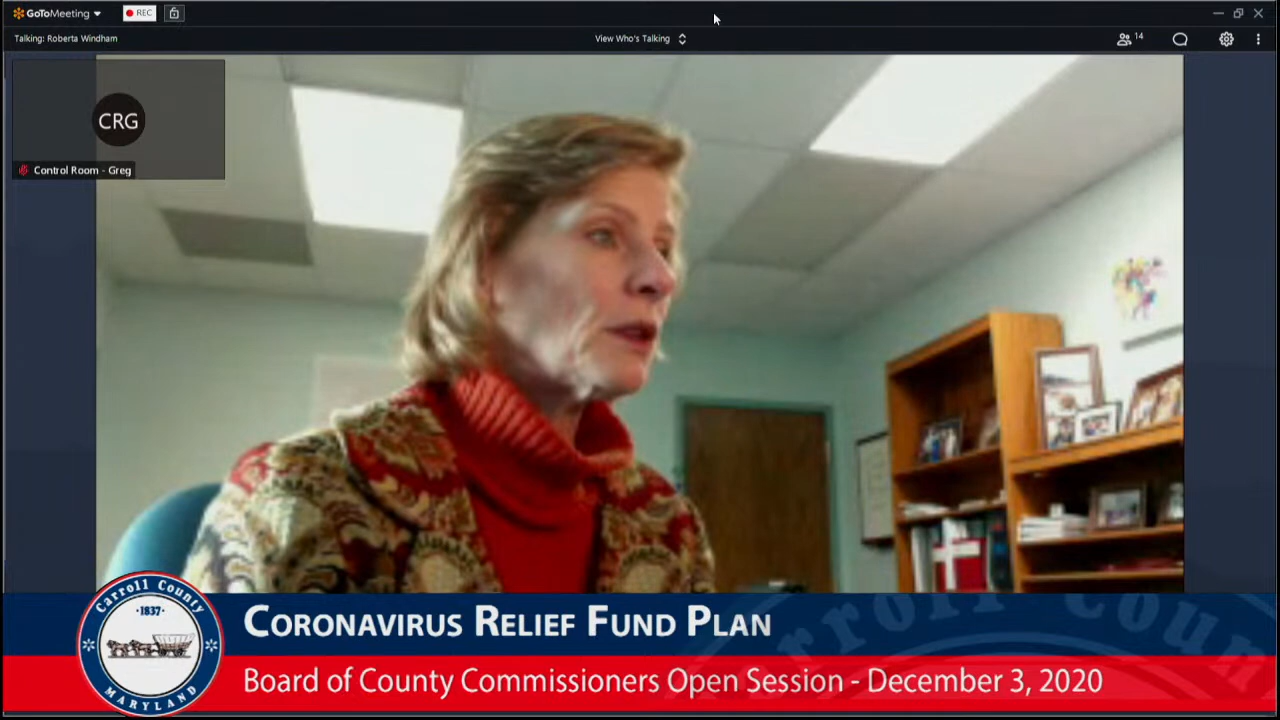 GoToMeeting
REC
Talking: Roberta Windham
View Who's Talking
14
CRG
Control Room - Greg
Carroll County
·1837·
MARYLAND
CORONAVIRUS RELIEF FUND PLAN
Board of County Commissioners Open Session - December 3, 2020